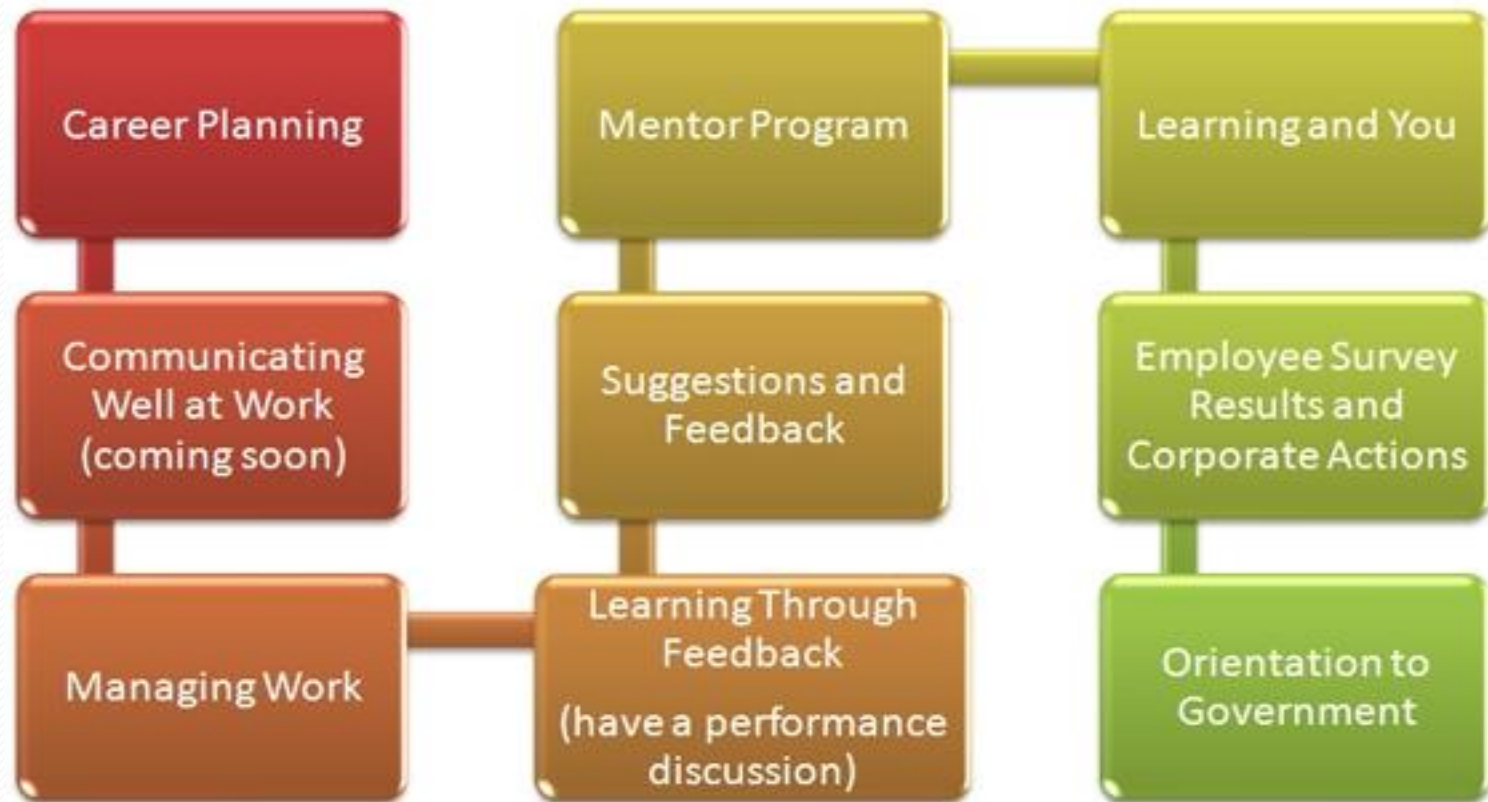 Career Planning
Communicating
Well at Work
(coming soon)
Managing Work
Learning Through
Feedback
(have a performance
discussion)
Suggestions and
Feedback
Mentor Program
Learning and You
Employee Survey
Results and
Corporate Actions
Orientation to
Government